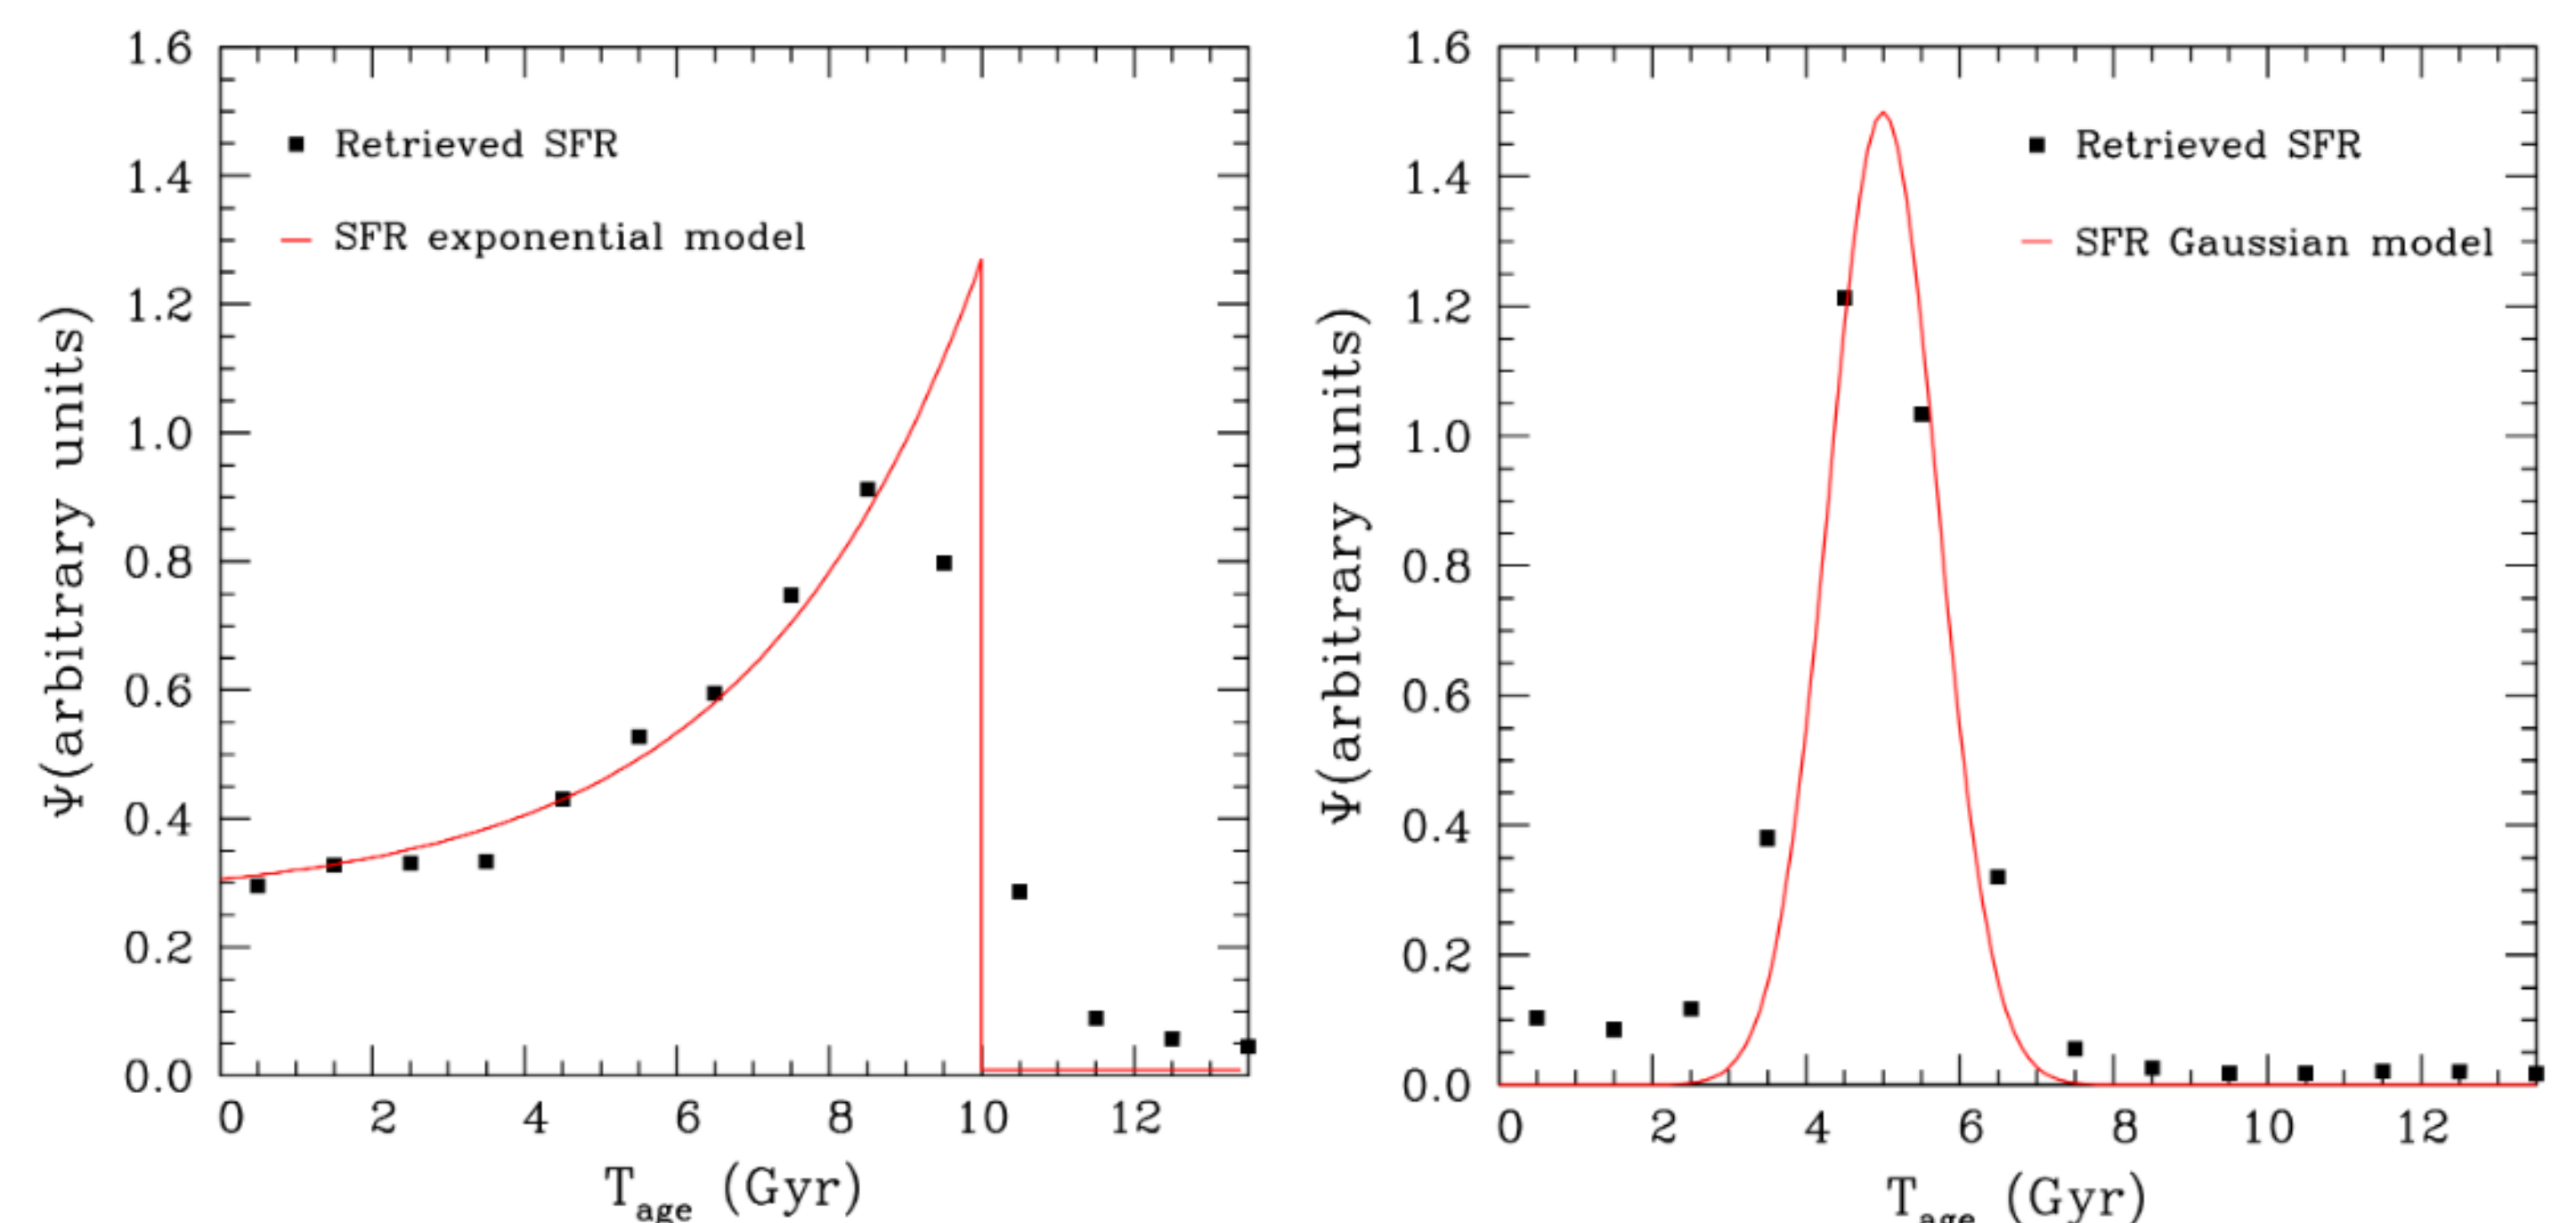 1.6
1.4
1.2
1.0
0.8
0.6
0.4
0.2
0.0
Ψ(arbitrary units)
Retrieved SFR
SFR exponential model
0 2 4 6 8 10 12
T_age (Gyr)
1.6
1.4
1.2
1.0
0.8
0.6
0.4
0.2
0.0
Ψ(arbitrary units)
Retrieved SFR
SFR Gaussian model
0 2 4 6 8 10 12
T_age (Gyr)